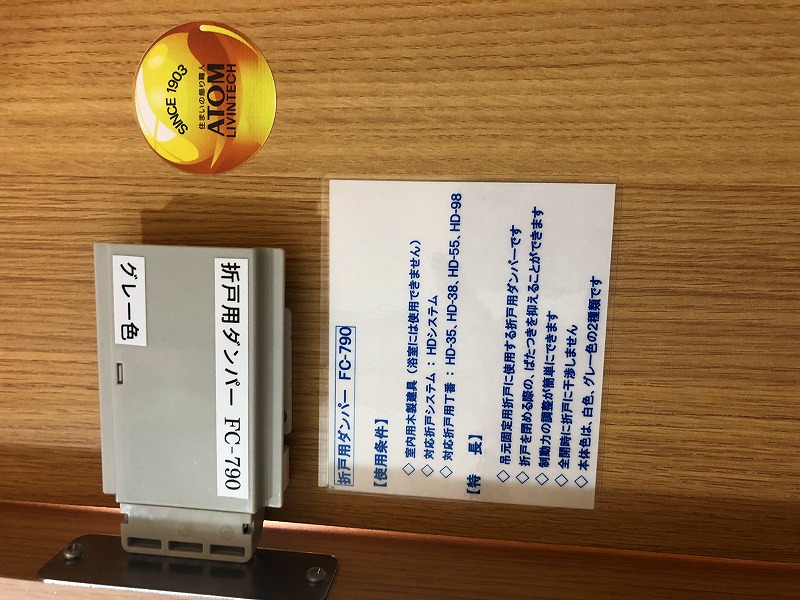 SINCE 1903
住まいの飾り職人
ATOM
LIVINTECH
グレー色
折戸用ダンパー FC-790
折戸用ダンパー FC-790
【使用条件】
◇ 室内用木製建具（浴室には使用できません）
◇ 対応折戸システム： HDシステム
◇ 対応折戸用丁番： HD-35、HD-38、HD-55、HD-98
【特 長】
◇ 吊元固定用折戸に使用する折戸用ダンパーです
◇ 折戸を閉める際の、ばたつきを抑えることができます
◇ 制動力の調整が簡単にできます
◇ 全開時に折戸に干渉しません
◇ 本体色は、白色、グレー色の2種類です